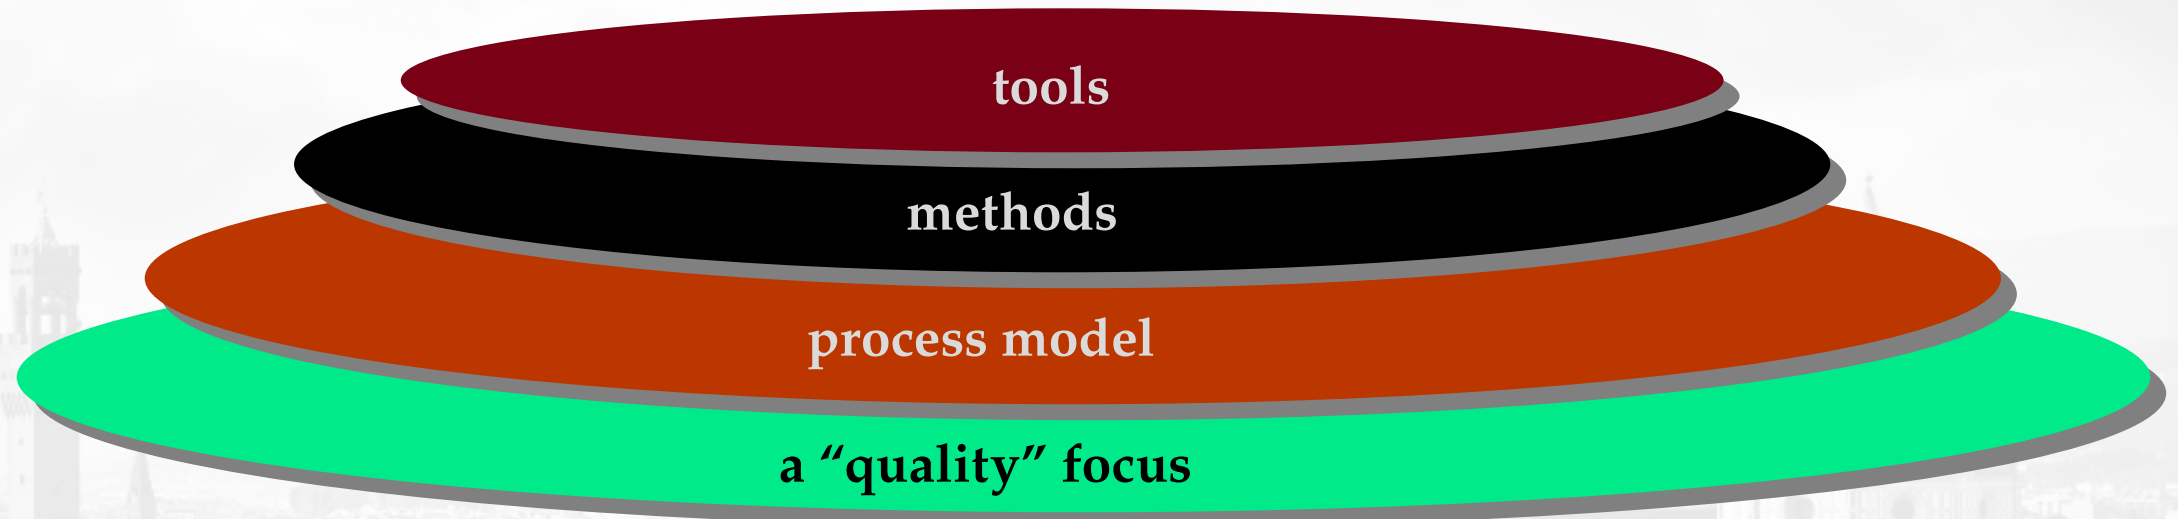 tools
methods
process model
a “quality” focus